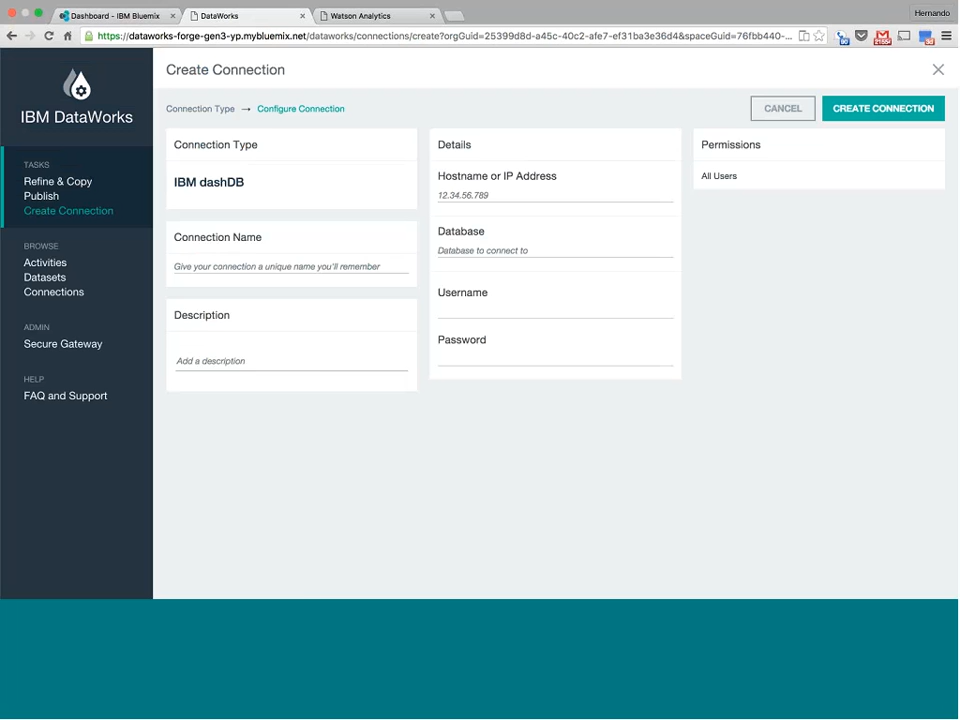 Dashboard - IBM Bluemix
DataWorks
Watson Analytics
Hernando
https://dataworks-forge-gen3-yp.mybluemix.net/dataworks/connections/create?orgGuid=25399d8d-a45c-40c2-afe7-ef31ba3e36d4&spaceGuid=76fbb440-...
IBM DataWorks
TASKS
Refine & Copy
Publish
Create Connection
BROWSE
Activities
Datasets
Connections
ADMIN
Secure Gateway
HELP
FAQ and Support
Create Connection
Connection Type → Configure Connection
CANCEL
CREATE CONNECTION
Connection Type
IBM dashDB
Connection Name
Give your connection a unique name you'll remember
Description
Add a description
Details
Hostname or IP Address
12.34.56.789
Database
Database to connect to
Username
Password
Permissions
All Users